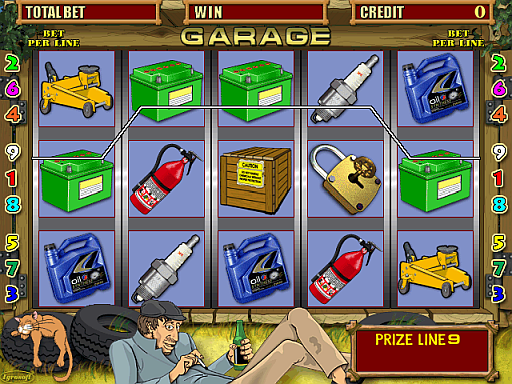 TOTAL BET WIN CREDIT 0
BET PER LINE
GARAGE
BET PER LINE
2 2
6 6
4 4
9 9
1 1
8 8
5 5
7 7
3 3
CAUTION
oil
oil
oil
PRIZE LINE 9
Igrosoft